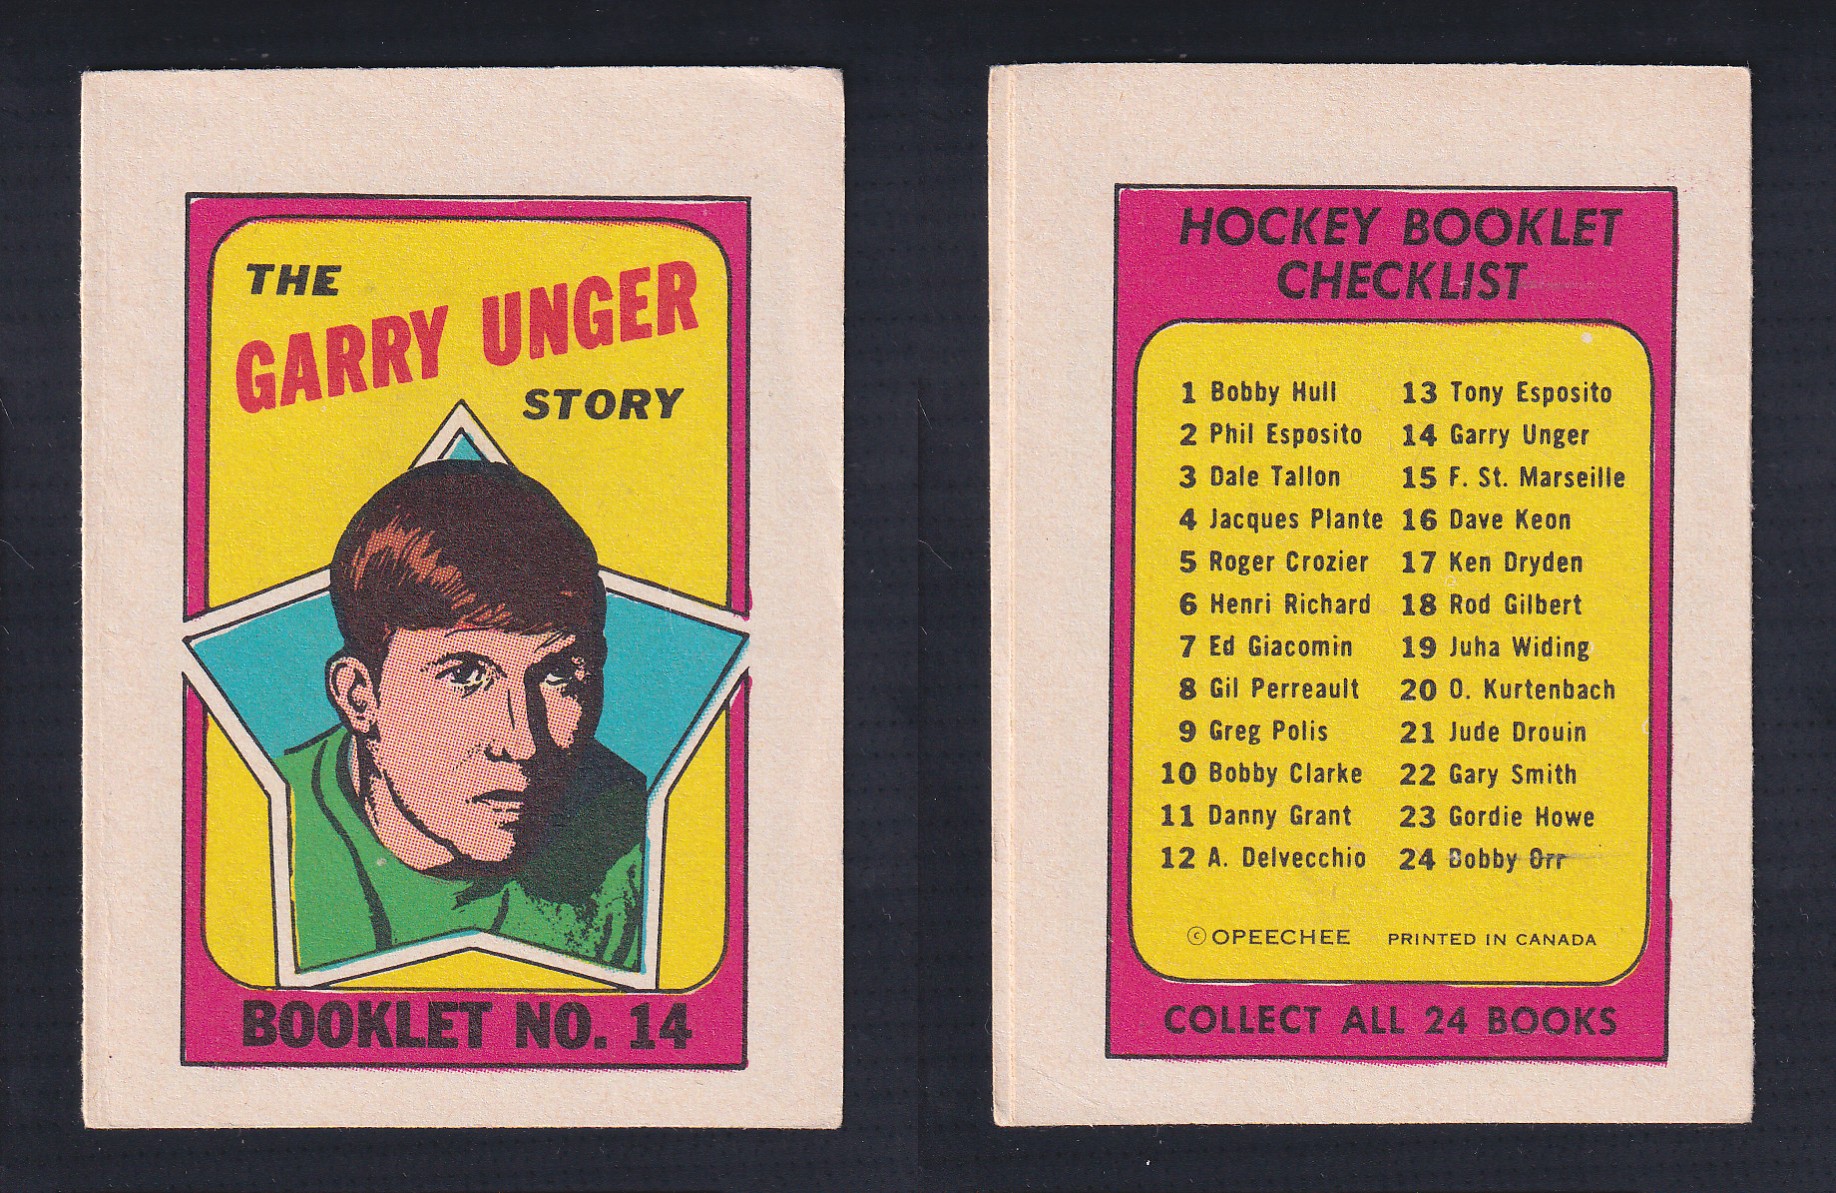 THE
GARRY UNGER
STORY
BOOKLET NO. 14
HOCKEY BOOKLET
CHECKLIST
1 Bobby Hull
2 Phil Esposito
3 Dale Tallon
4 Jacques Plante
5 Roger Crozier
6 Henri Richard
7 Ed Giacomin
8 Gil Perreault
9 Greg Polis
10 Bobby Clarke
11 Danny Grant
12 A. Delvecchio
13 Tony Esposito
14 Garry Unger
15 F. St. Marseille
16 Dave Keon
17 Ken Dryden
18 Rod Gilbert
19 Juha Widing
20 O. Kurtenbach
21 Jude Drouin
22 Gary Smith
23 Gordie Howe
24 Bobby Orr
© OPEECHEE PRINTED IN CANADA
COLLECT ALL 24 BOOKS